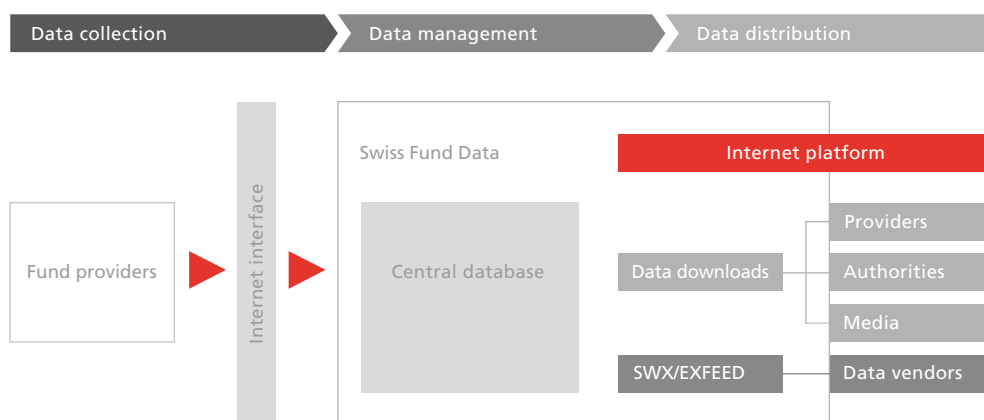 Data collection
Data management
Data distribution
Swiss Fund Data
Internet platform
Internet interface
Fund providers
Central database
Data downloads
Providers
Authorities
Media
SWX/EXFEED
Data vendors